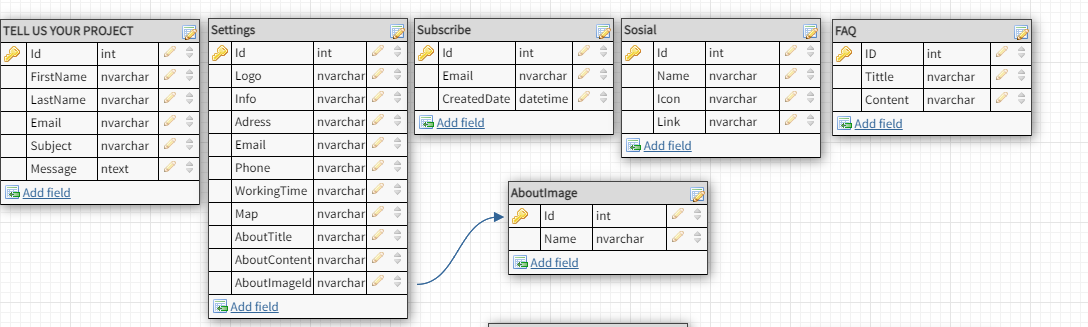 TELL US YOUR PROJECT
Id int
FirstName nvarchar
LastName nvarchar
Email nvarchar
Subject nvarchar
Message ntext
Add field
Settings
Id int
Logo nvarchar
Info nvarchar
Adress nvarchar
Email nvarchar
Phone nvarchar
WorkingTime nvarchar
Map nvarchar
AboutTitle nvarchar
AboutContent nvarchar
AboutImageId nvarchar
Add field
Subscribe
Id int
Email nvarchar
CreatedDate datetime
Add field
Sosial
Id int
Name nvarchar
Icon nvarchar
Link nvarchar
Add field
FAQ
ID int
Tittle nvarchar
Content nvarchar
Add field
AboutImage
Id int
Name nvarchar
Add field